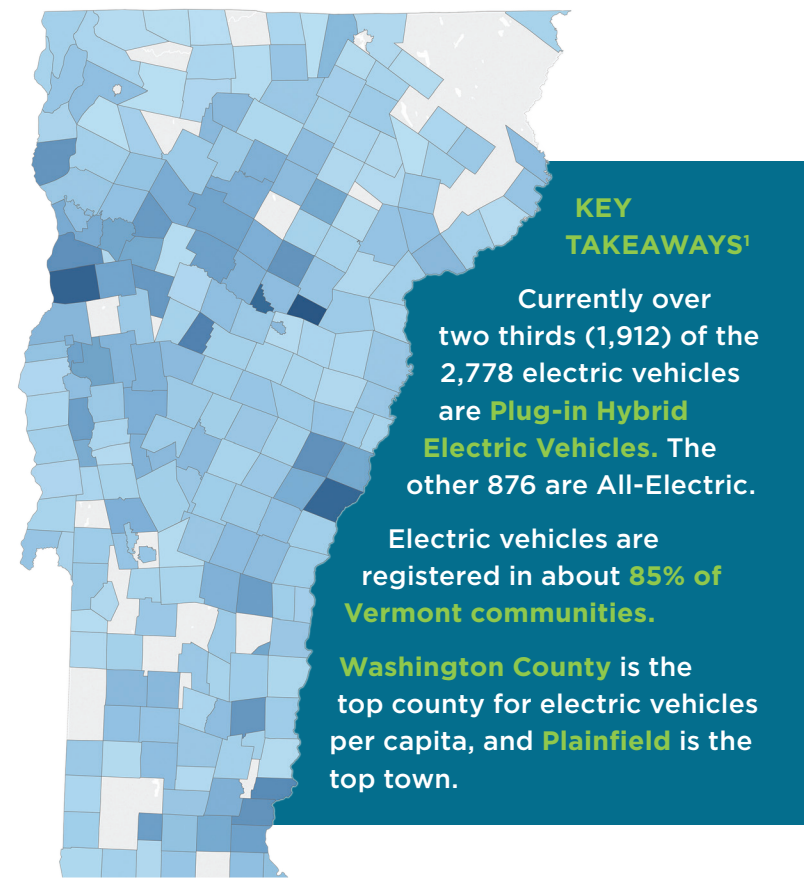 KEY
TAKEAWAYS¹
Currently over
two thirds (1,912) of the
2,778 electric vehicles
are Plug-in Hybrid
Electric Vehicles. The
other 876 are All-Electric.
Electric vehicles are
registered in about 85% of
Vermont communities.
Washington County is the
top county for electric vehicles
per capita, and Plainfield is the
top town.